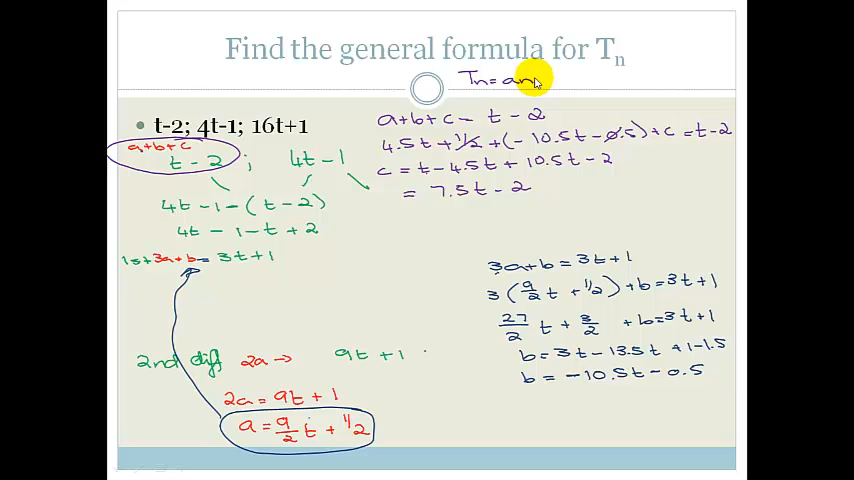 Find the general formula for Tn
Tn = an
• t-2; 4t-1; 16t+1
a+b+c
t - 2 ; 4t - 1
4t - 1 - (t - 2)
4t - 1 - t + 2
1st 3a+b = 3t + 1
2nd diff 2a → 9t + 1
2a = 9t + 1
a = 9/2 t + 1/2
a+b+c = t - 2
4.5t + 1/2 + (-10.5t - 0.5) + c = t - 2
c = t - 4.5t + 10.5t - 2
= 7.5t - 2
3a+b = 3t + 1
3 ( 9/2 t + 1/2 ) + b = 3t + 1
27/2 t + 3/2 + b = 3t + 1
b = 3t - 13.5t + 1 - 1.5
b = -10.5t - 0.5